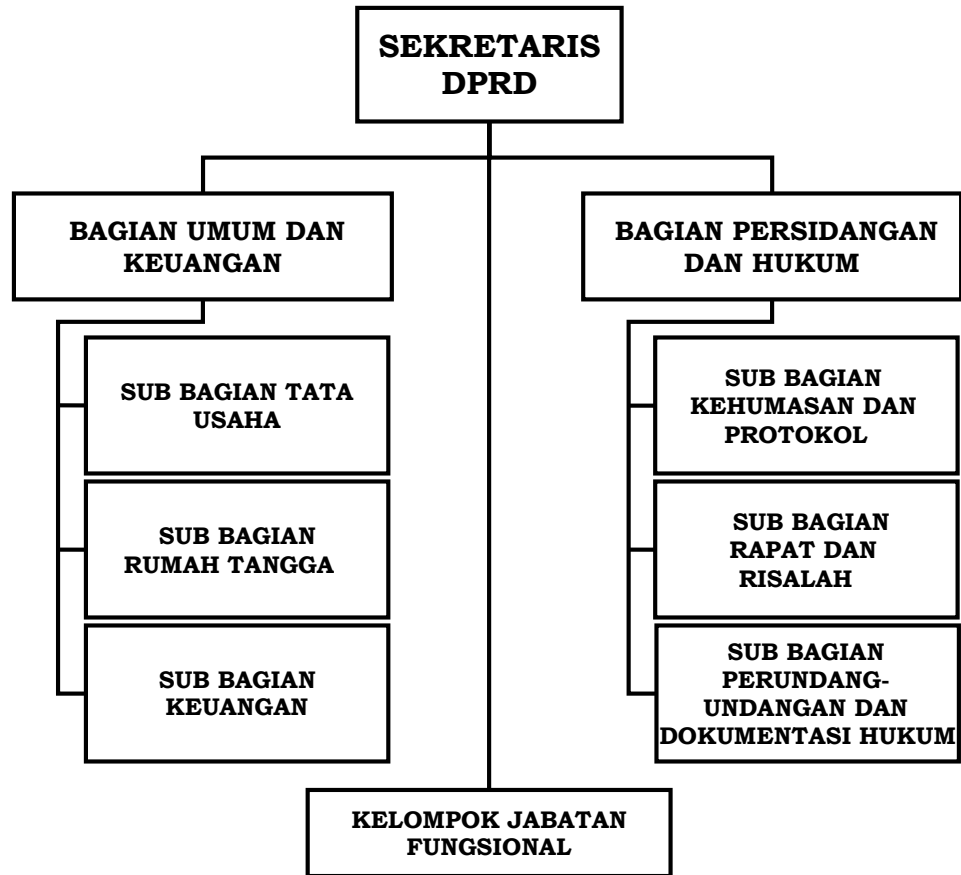 SEKRETARIS
DPRD
BAGIAN UMUM DAN
KEUANGAN
BAGIAN PERSIDANGAN
DAN HUKUM
SUB BAGIAN TATA
USAHA
SUB BAGIAN
RUMAH TANGGA
SUB BAGIAN
KEUANGAN
SUB BAGIAN
KEHUMASAN DAN
PROTOKOL
SUB BAGIAN
RAPAT DAN
RISALAH
SUB BAGIAN
PERUNDANG-
UNDANGAN DAN
DOKUMENTASI HUKUM
KELOMPOK JABATAN
FUNGSIONAL